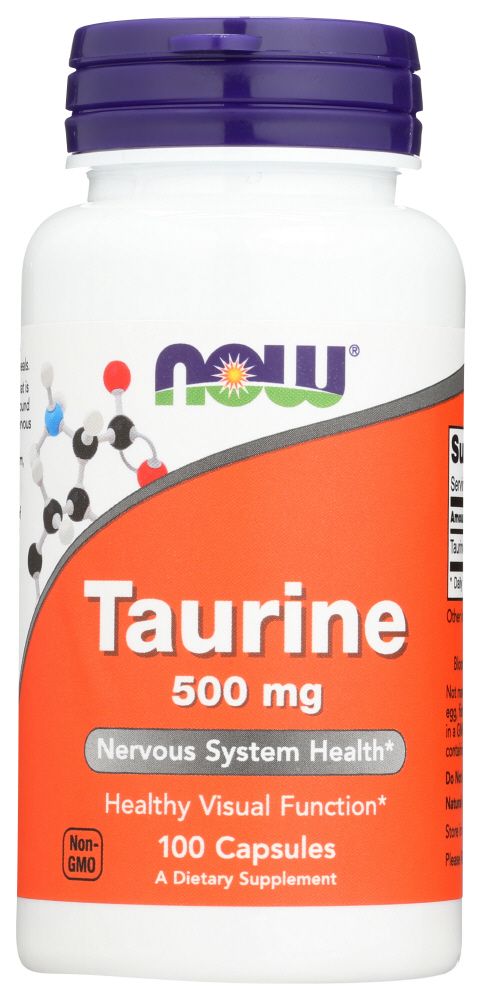 now®
Taurine
500 mg
Nervous System Health*
Healthy Visual Function*
100 Capsules
A Dietary Supplement
Non-
GMO